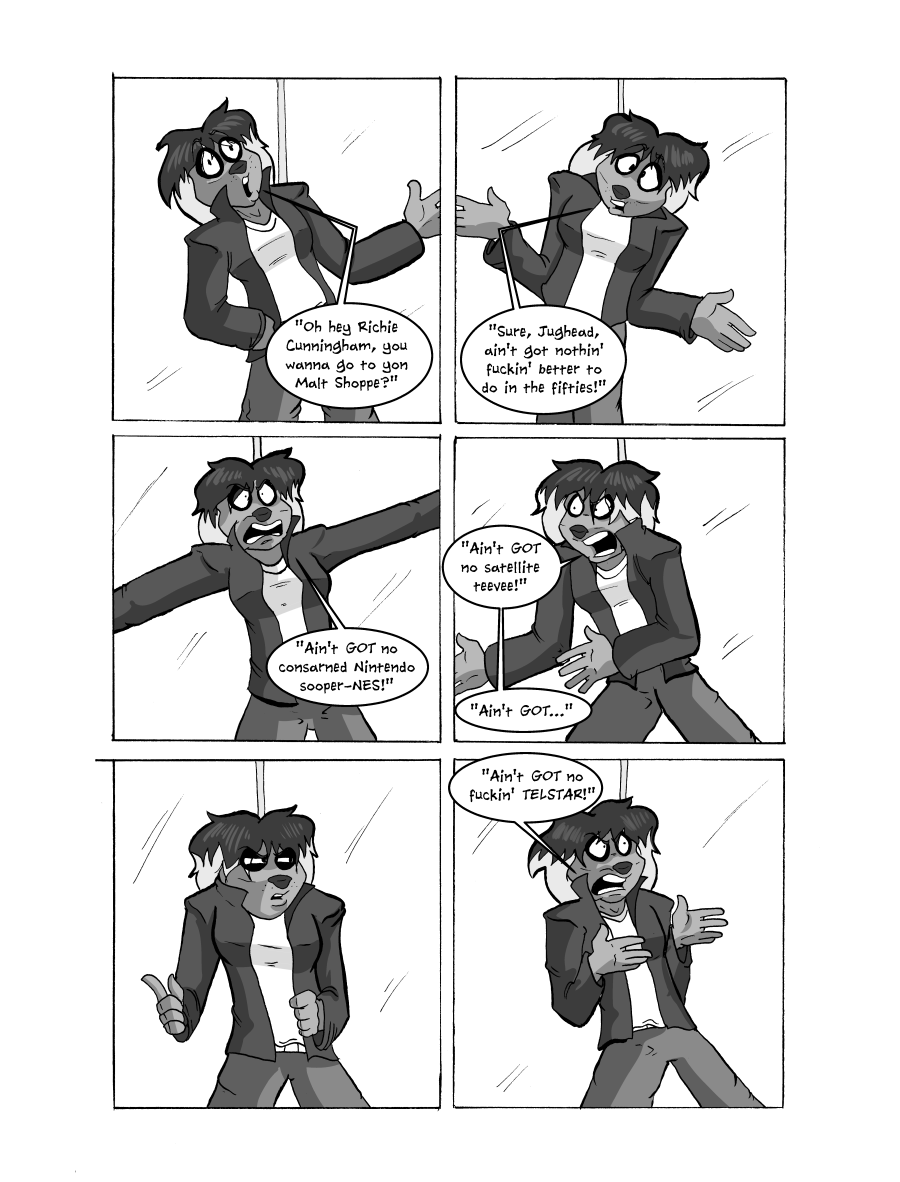 "Oh hey Richie
Cunningham, you
wanna go to yon
Malt Shoppe?"
"Sure, Jughead,
ain't got nothin'
fuckin' better to
do in the fifties!"
"Ain't GOT no
consarned Nintendo
sooper-NES!"
"Ain't GOT
no satellite
teevee!"
"Ain't GOT..."
"Ain't GOT no
fuckin' TELSTAR!"